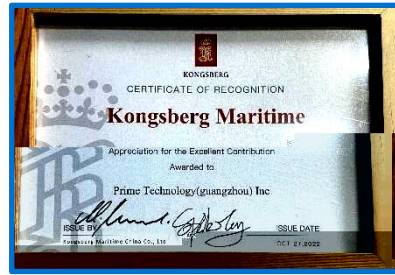 KONGSBERG
CERTIFICATE OF RECOGNITION
Kongsberg Maritime
Appreciation for the Excellent Contribution
Awarded to
Prime Technology(guangzhou) Inc
ISSUE BY
ISSUE DATE
Kongsberg Maritime China Co., Ltd
OCT 27,2022